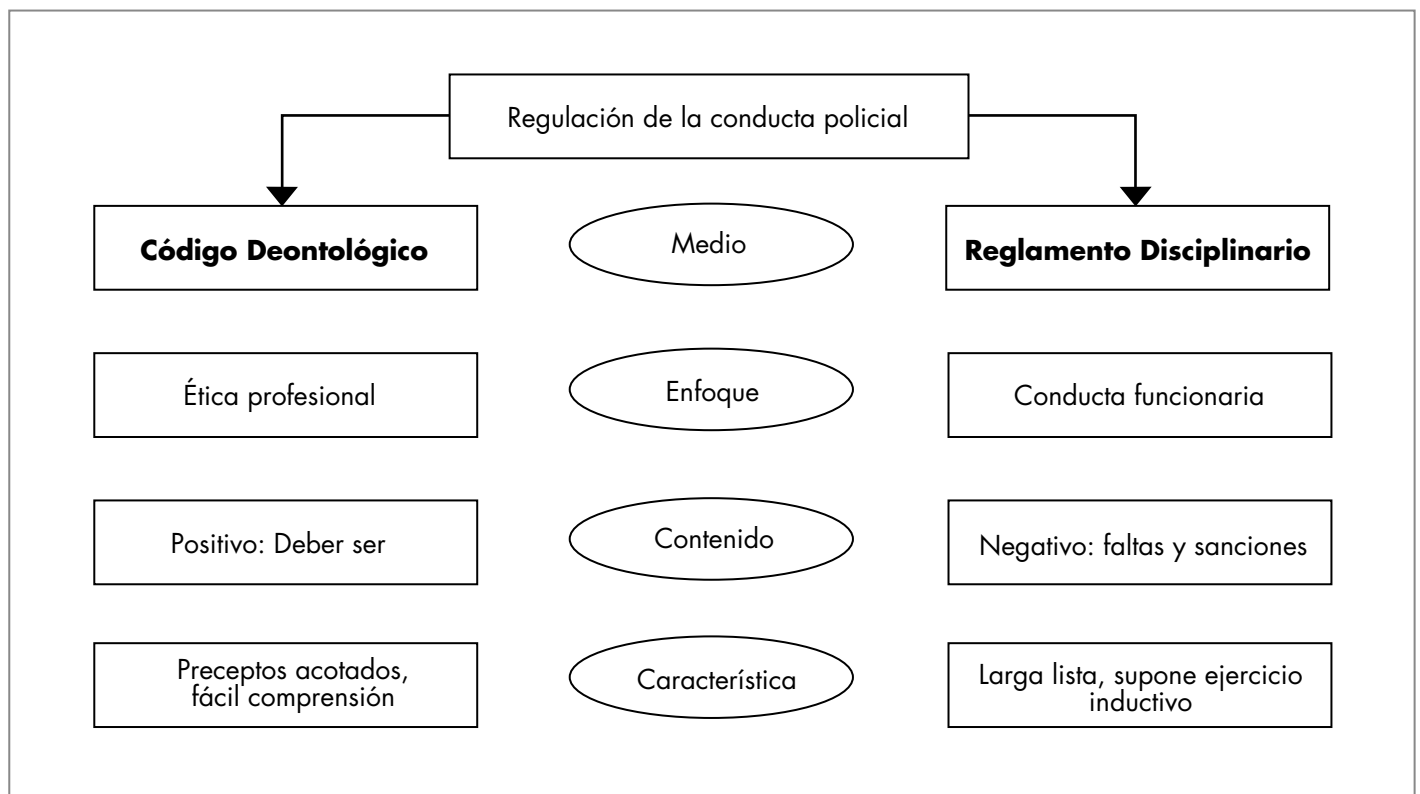 Regulación de la conducta policial
Código Deontológico
Medio
Reglamento Disciplinario
Ética profesional
Enfoque
Conducta funcionaria
Positivo: Deber ser
Contenido
Negativo: faltas y sanciones
Preceptos acotados,
fácil comprensión
Característica
Larga lista, supone ejercicio
inductivo